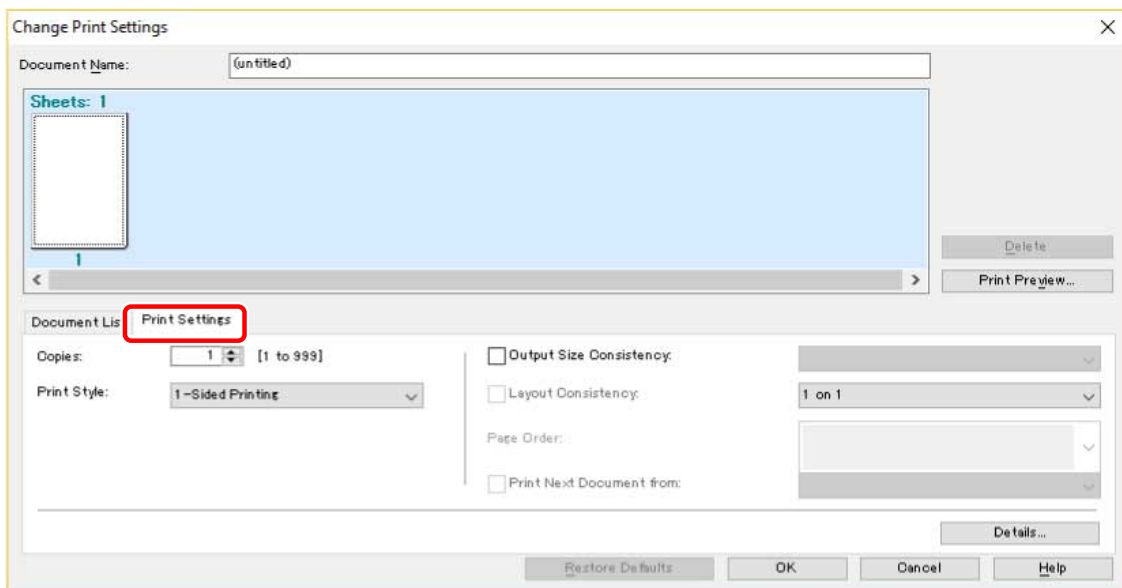 Change Print Settings
Document Name: (untitled)
Sheets: 1
1
Delete
Print Preview...
Document Lis Print Settings
Copies: 1 [1 to 999] Output Size Consistency:
Print Style: 1-Sided Printing Layout Consistency: 1 on 1
Page Order:
Print Next Document from:
Details...
Restore Defaults OK Cancel Help